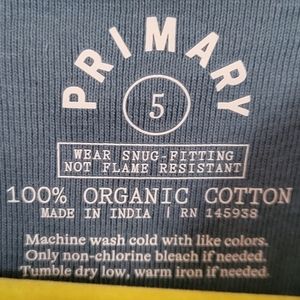 PRIMARY
5
WEAR SNUG-FITTING
NOT FLAME RESISTANT
100% ORGANIC COTTON
MADE IN INDIA | RN 145938
Machine wash cold with like colors.
Only non-chlorine bleach if needed.
Tumble dry low, warm iron if needed.